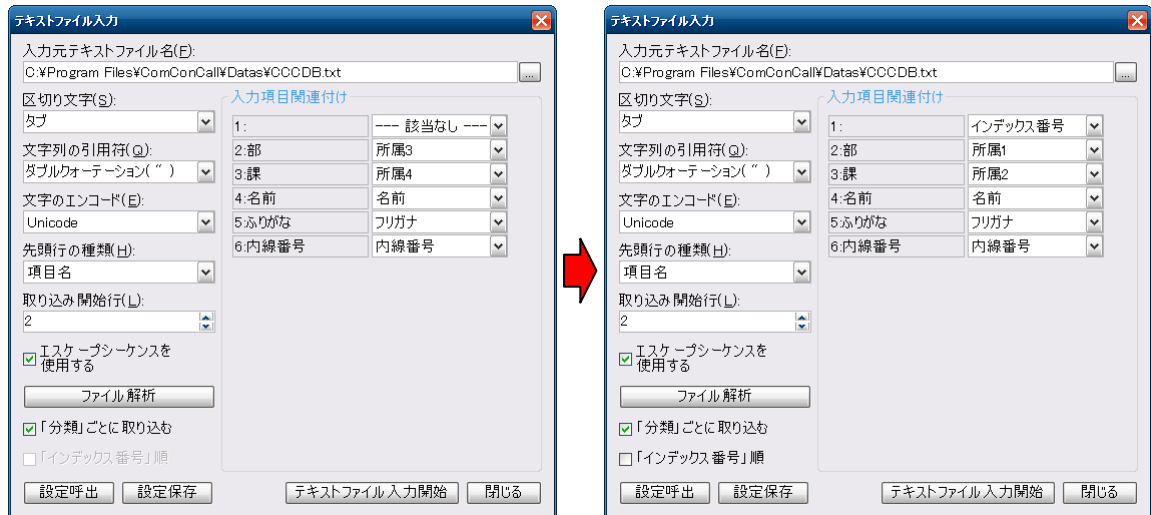 テキストファイル入力
入力元テキストファイル名(F):
C:¥Program Files¥ComConCall¥Datas¥CCCDB.txt
...
区切り文字(S):
タブ
文字列の引用符(Q):
ダブルクォーテーション( “ )
文字のエンコード(E):
Unicode
先頭行の種類(H):
項目名
取り込み開始行(L):
2
エスケープシーケンスを
使用する
ファイル解析
「分類」ごとに取り込む
「インデックス番号」順
入力項目関連付け
1: --- 該当なし ---
2:部 所属3
3:課 所属4
4:名前 名前
5:ふりがな フリガナ
6:内線番号 内線番号
設定呼出 設定保存 テキストファイル入力開始 閉じる
テキストファイル入力
入力元テキストファイル名(F):
C:¥Program Files¥ComConCall¥Datas¥CCCDB.txt
...
区切り文字(S):
タブ
文字列の引用符(Q):
ダブルクォーテーション( “ )
文字のエンコード(E):
Unicode
先頭行の種類(H):
項目名
取り込み開始行(L):
2
エスケープシーケンスを
使用する
ファイル解析
「分類」ごとに取り込む
「インデックス番号」順
入力項目関連付け
1: インデックス番号
2:部 所属1
3:課 所属2
4:名前 名前
5:ふりがな フリガナ
6:内線番号 内線番号
設定呼出 設定保存 テキストファイル入力開始 閉じる